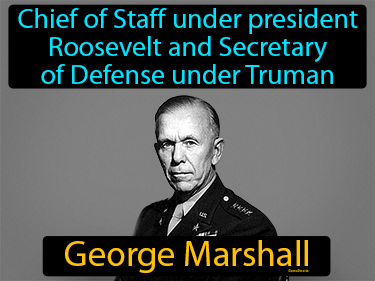 Chief of Staff under president
Roosevelt and Secretary
of Defense under Truman
George Marshall